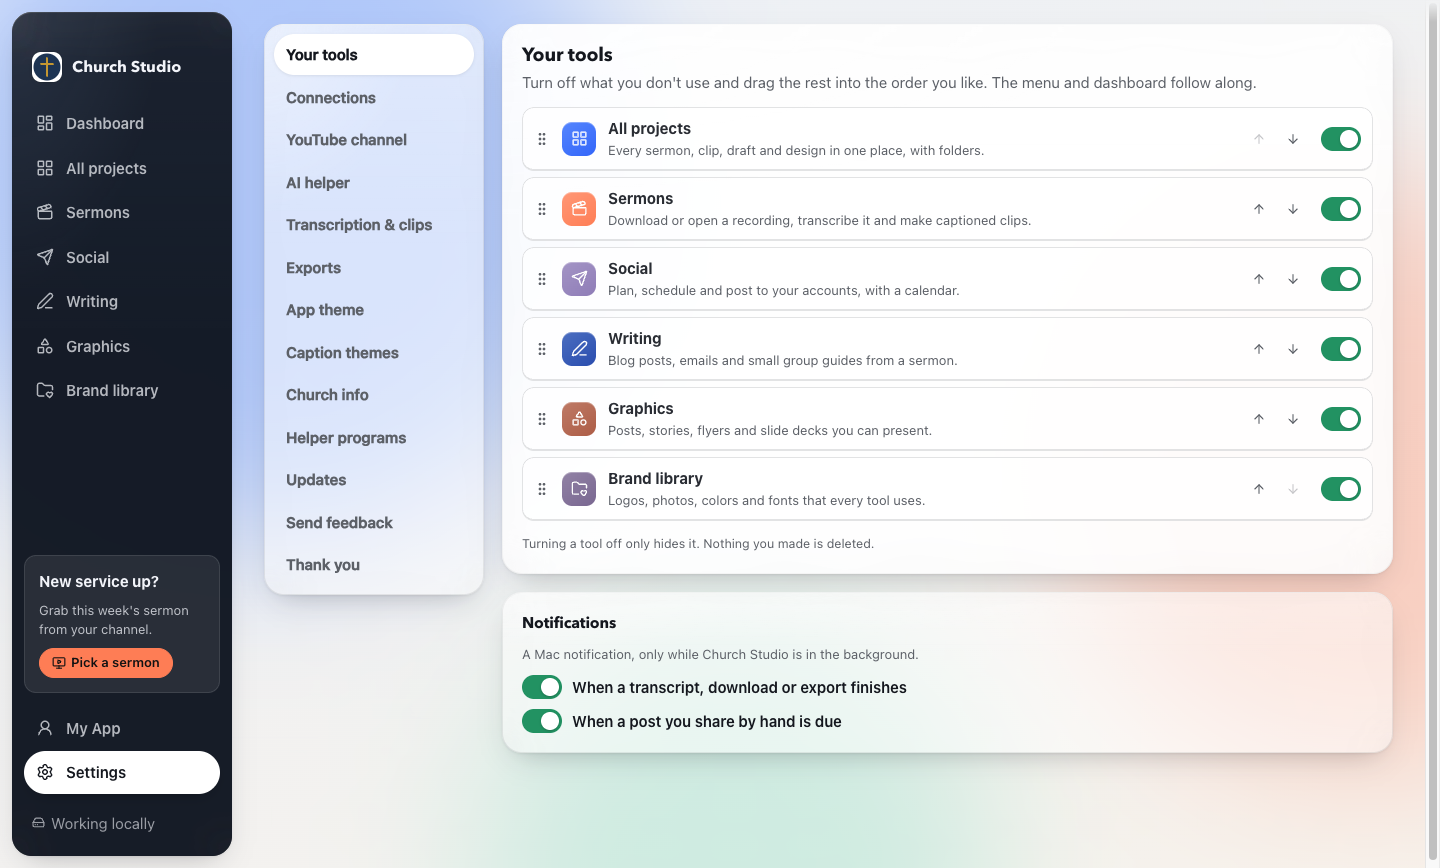 Church Studio
Dashboard
All projects
Sermons
Social
Writing
Graphics
Brand library
New service up?
Grab this week's sermon
from your channel.
Pick a sermon
My App
Settings
Working locally
Your tools
Connections
YouTube channel
AI helper
Transcription & clips
Exports
App theme
Caption themes
Church info
Helper programs
Updates
Send feedback
Thank you
Your tools
Turn off what you don't use and drag the rest into the order you like. The menu and dashboard follow along.
All projects
Every sermon, clip, draft and design in one place, with folders.
Sermons
Download or open a recording, transcribe it and make captioned clips.
Social
Plan, schedule and post to your accounts, with a calendar.
Writing
Blog posts, emails and small group guides from a sermon.
Graphics
Posts, stories, flyers and slide decks you can present.
Brand library
Logos, photos, colors and fonts that every tool uses.
Turning a tool off only hides it. Nothing you made is deleted.
Notifications
A Mac notification, only while Church Studio is in the background.
When a transcript, download or export finishes
When a post you share by hand is due